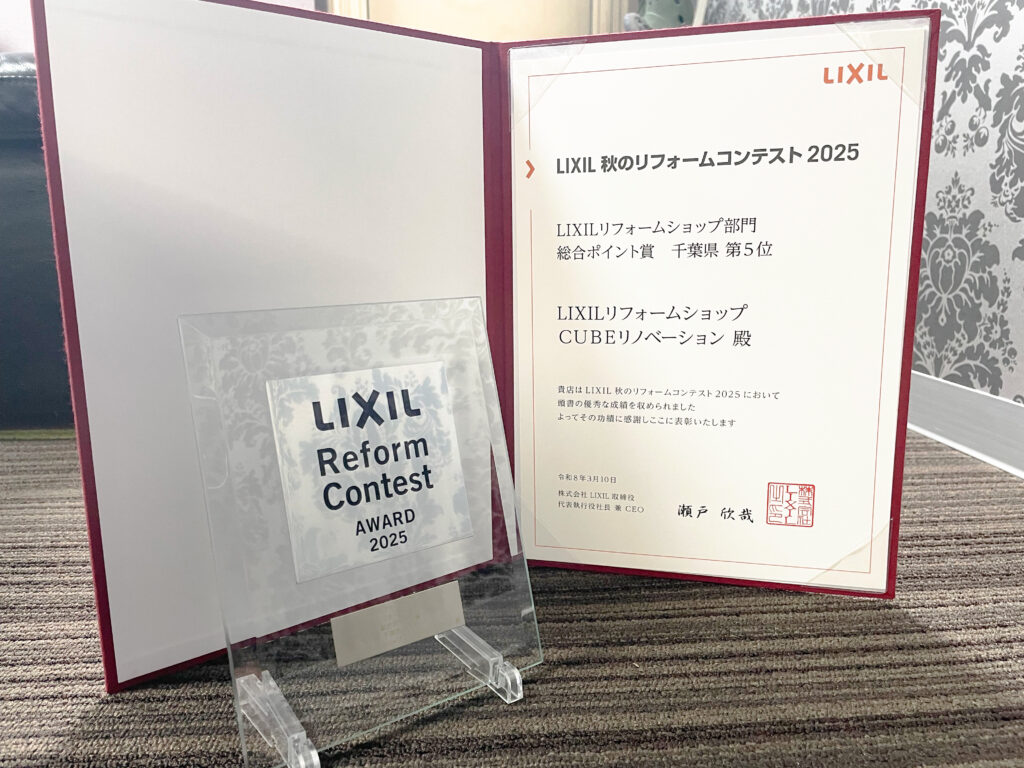 LIXIL
LIXIL 秋のリフォームコンテスト 2025
LIXILリフォームショップ部門
総合ポイント賞　千葉県 第5位
LIXILリフォームショップ
CUBEリノベーション 殿
貴店は LIXIL 秋のリフォームコンテスト 2025 において
頭書の優秀な成績を収められました
よってその功績に感謝しここに表彰いたします
令和8年3月10日
株式会社 LIXIL 取締役
代表執行役社長 兼 CEO
瀬戸 欣哉
LIXIL
Reform
Contest
AWARD
2025